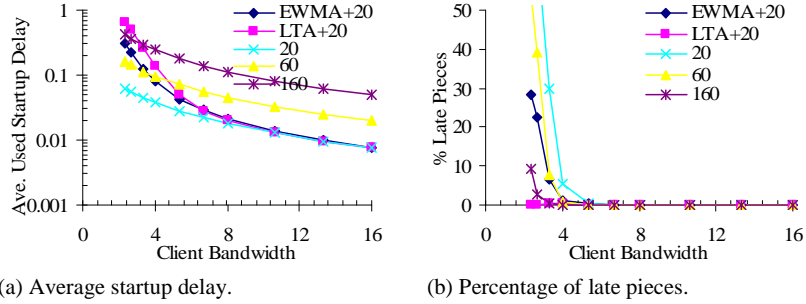 Ave. Used Startup Delay
1
0.1
0.01
0.001
0 4 8 12 16
Client Bandwidth
EWMA+20
LTA+20
20
60
160
(a) Average startup delay.
% Late Pieces
50
40
30
20
10
0
0 4 8 12 16
Client Bandwidth
EWMA+20
LTA+20
20
60
160
(b) Percentage of late pieces.